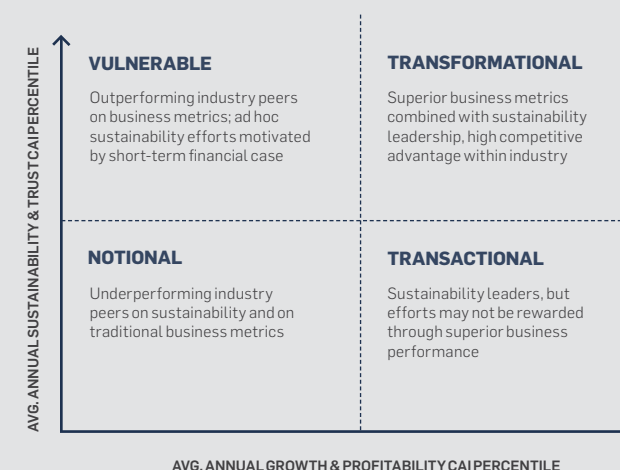 AVG. ANNUAL SUSTAINABILITY & TRUST CAI PERCENTILE
VULNERABLE
Outperforming industry peers
on business metrics; ad hoc
sustainability efforts motivated
by short-term financial case
TRANSFORMATIONAL
Superior business metrics
combined with sustainability
leadership, high competitive
advantage within industry
NOTIONAL
Underperforming industry
peers on sustainability and on
traditional business metrics
TRANSACTIONAL
Sustainability leaders, but
efforts may not be rewarded
through superior business
performance
AVG. ANNUAL GROWTH & PROFITABILITY CAI PERCENTILE